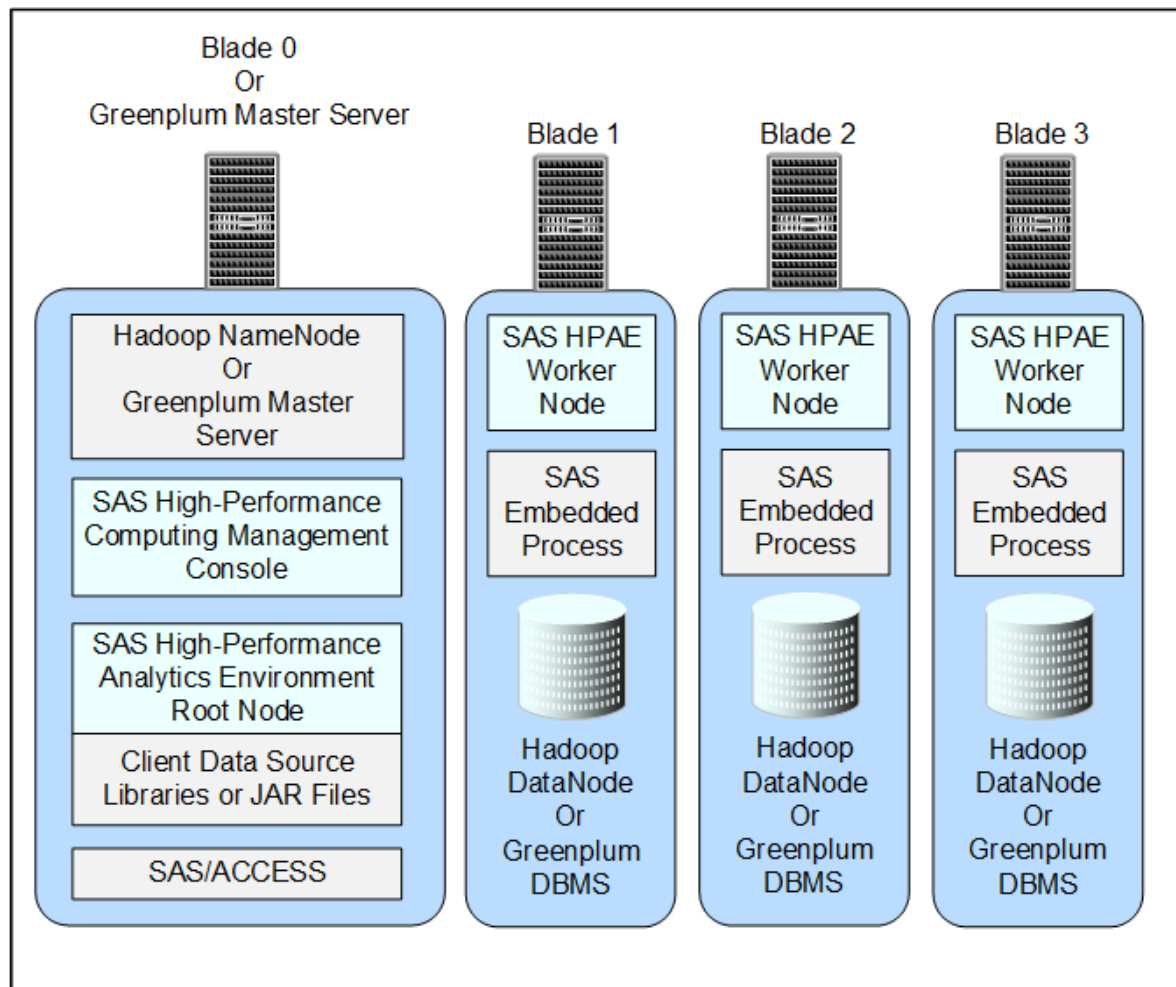 Blade 0
Or
Greenplum Master Server
Blade 1
Blade 2
Blade 3
Hadoop NameNode
Or
Greenplum Master
Server
SAS High-Performance
Computing Management
Console
SAS High-Performance
Analytics Environment
Root Node
Client Data Source
Libraries or JAR Files
SAS/ACCESS
SAS HPAE
Worker
Node
SAS
Embedded
Process
Hadoop
DataNode
Or
Greenplum
DBMS
SAS HPAE
Worker
Node
SAS
Embedded
Process
Hadoop
DataNode
Or
Greenplum
DBMS
SAS HPAE
Worker
Node
SAS
Embedded
Process
Hadoop
DataNode
Or
Greenplum
DBMS